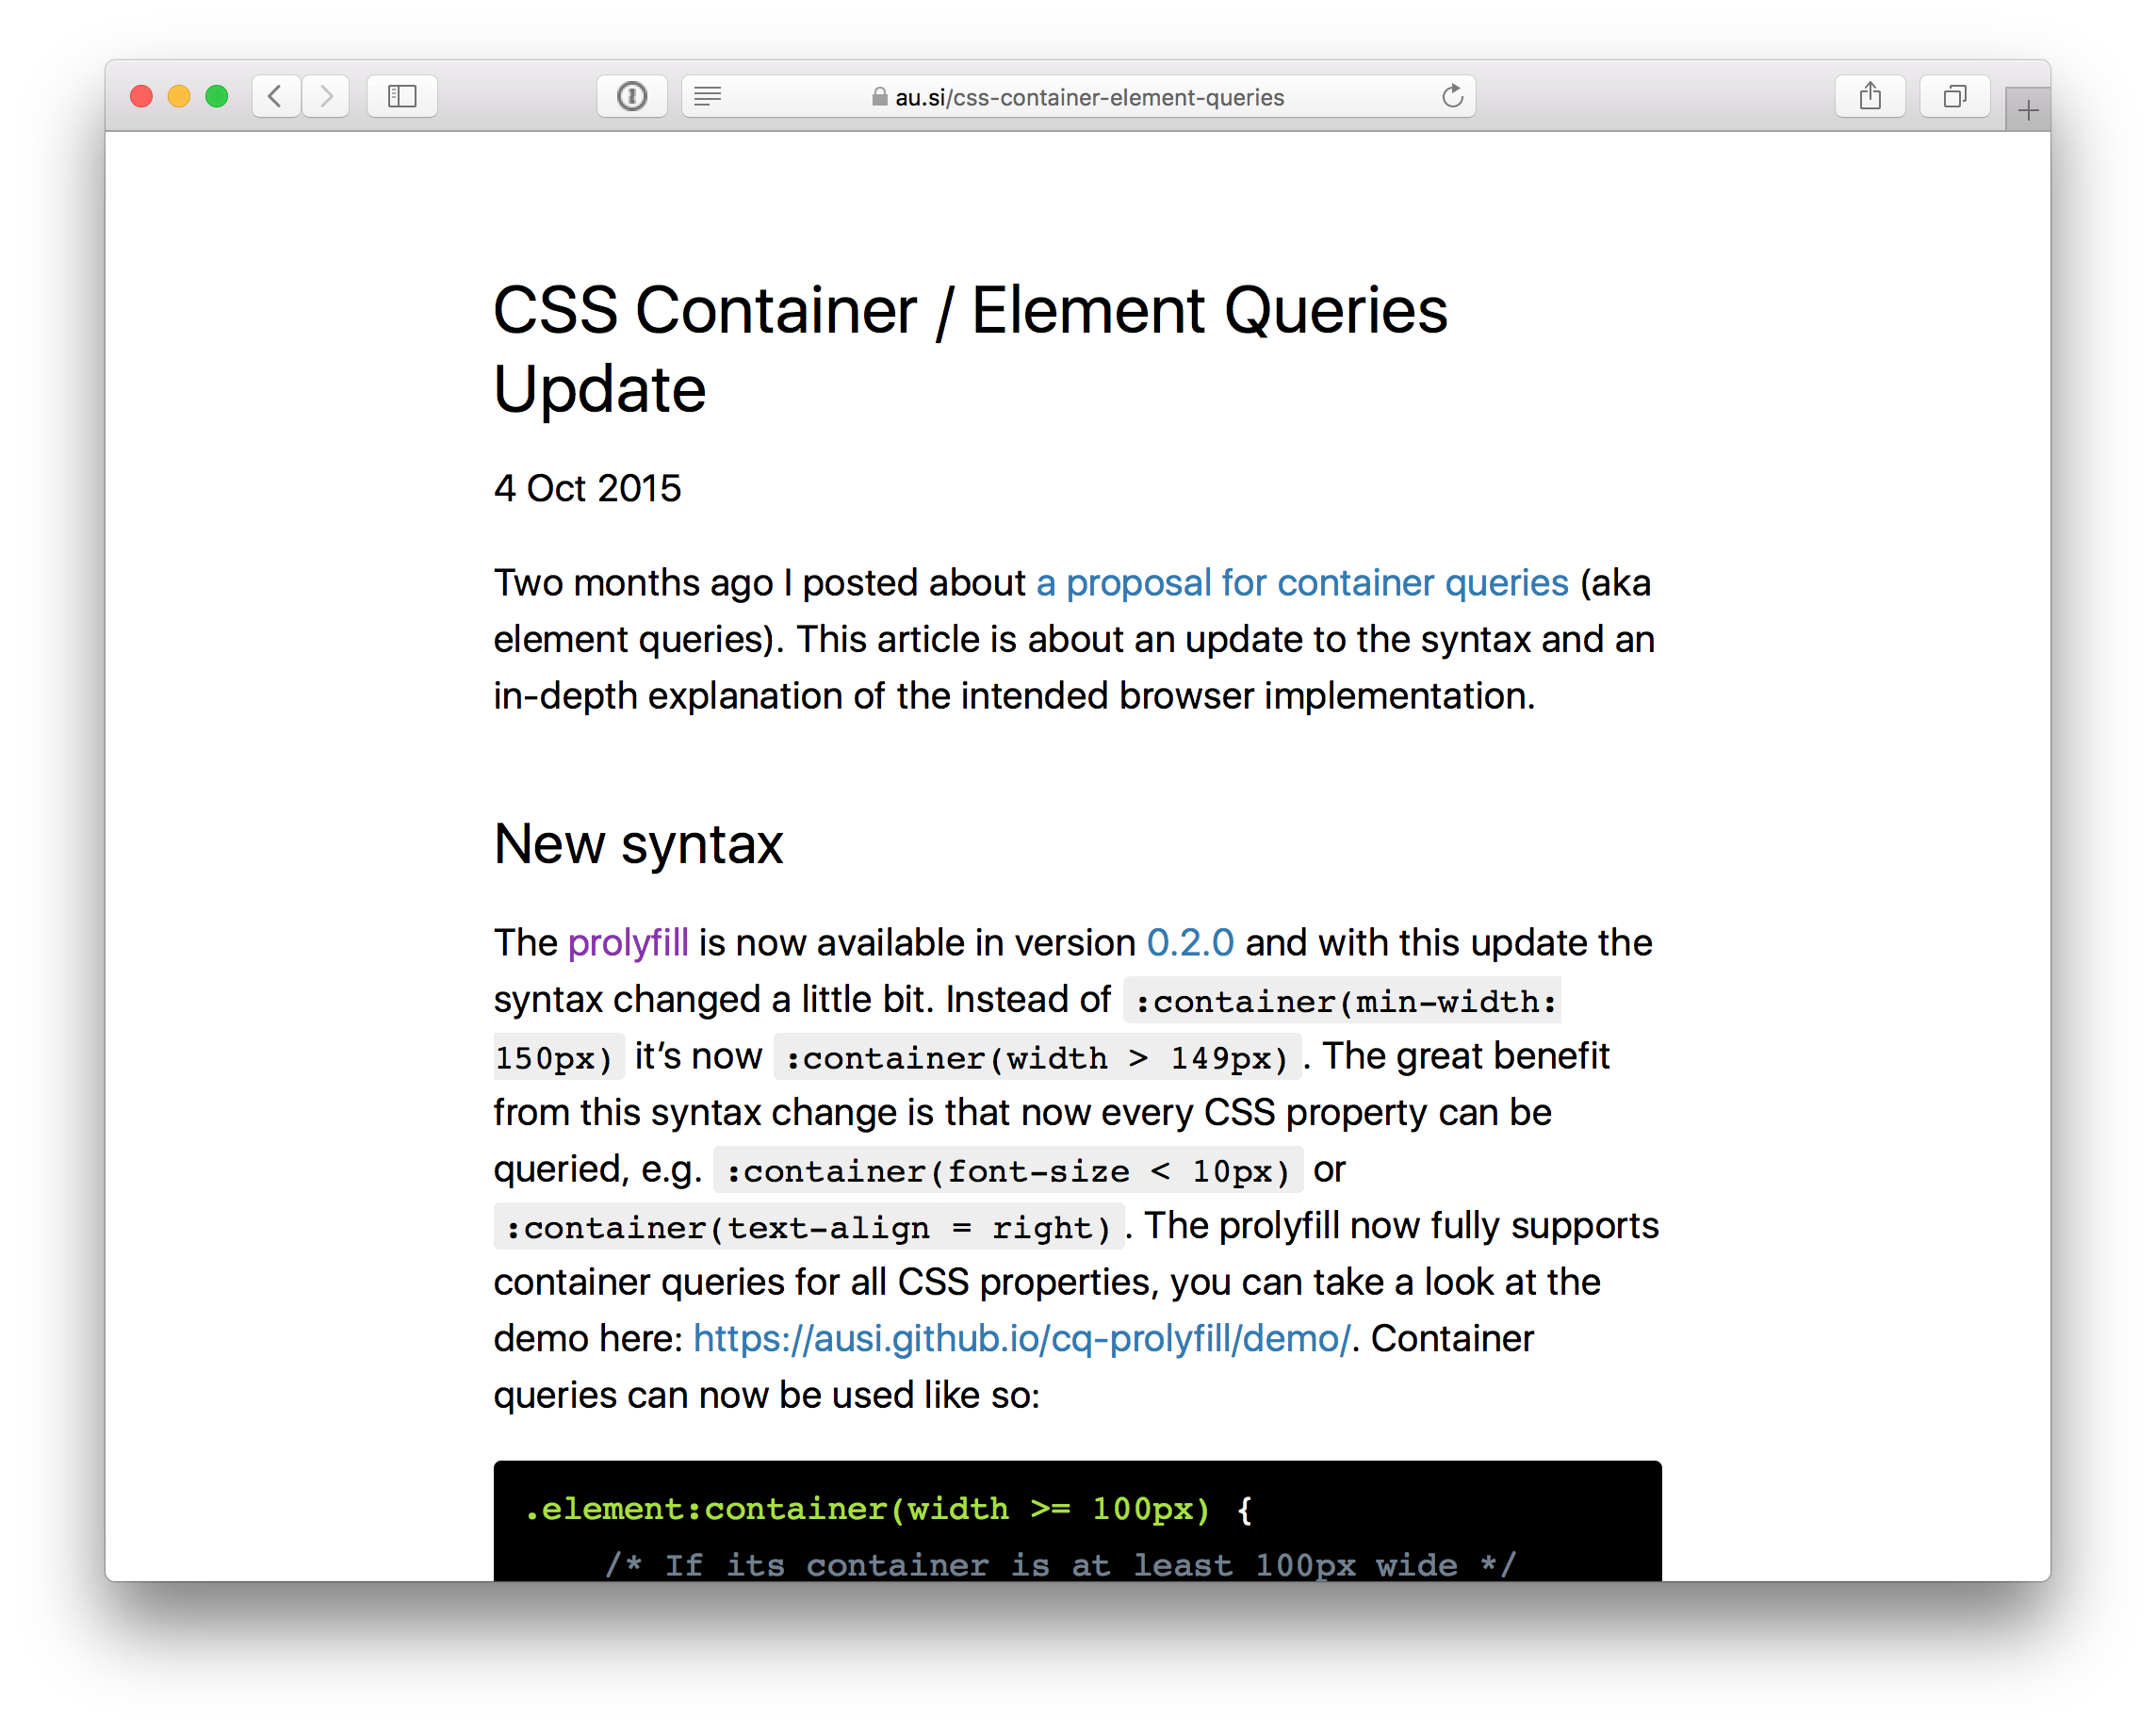 au.si/css-container-element-queries
CSS Container / Element Queries
Update
4 Oct 2015
Two months ago I posted about a proposal for container queries (aka
element queries). This article is about an update to the syntax and an
in-depth explanation of the intended browser implementation.
New syntax
The prolyfill is now available in version 0.2.0 and with this update the
syntax changed a little bit. Instead of :container(min-width:
150px) it’s now :container(width > 149px). The great benefit
from this syntax change is that now every CSS property can be
queried, e.g. :container(font-size < 10px) or
:container(text-align = right). The prolyfill now fully supports
container queries for all CSS properties, you can take a look at the
demo here: https://ausi.github.io/cq-prolyfill/demo/. Container
queries can now be used like so:
.element:container(width >= 100px) {
/* If its container is at least 100px wide */